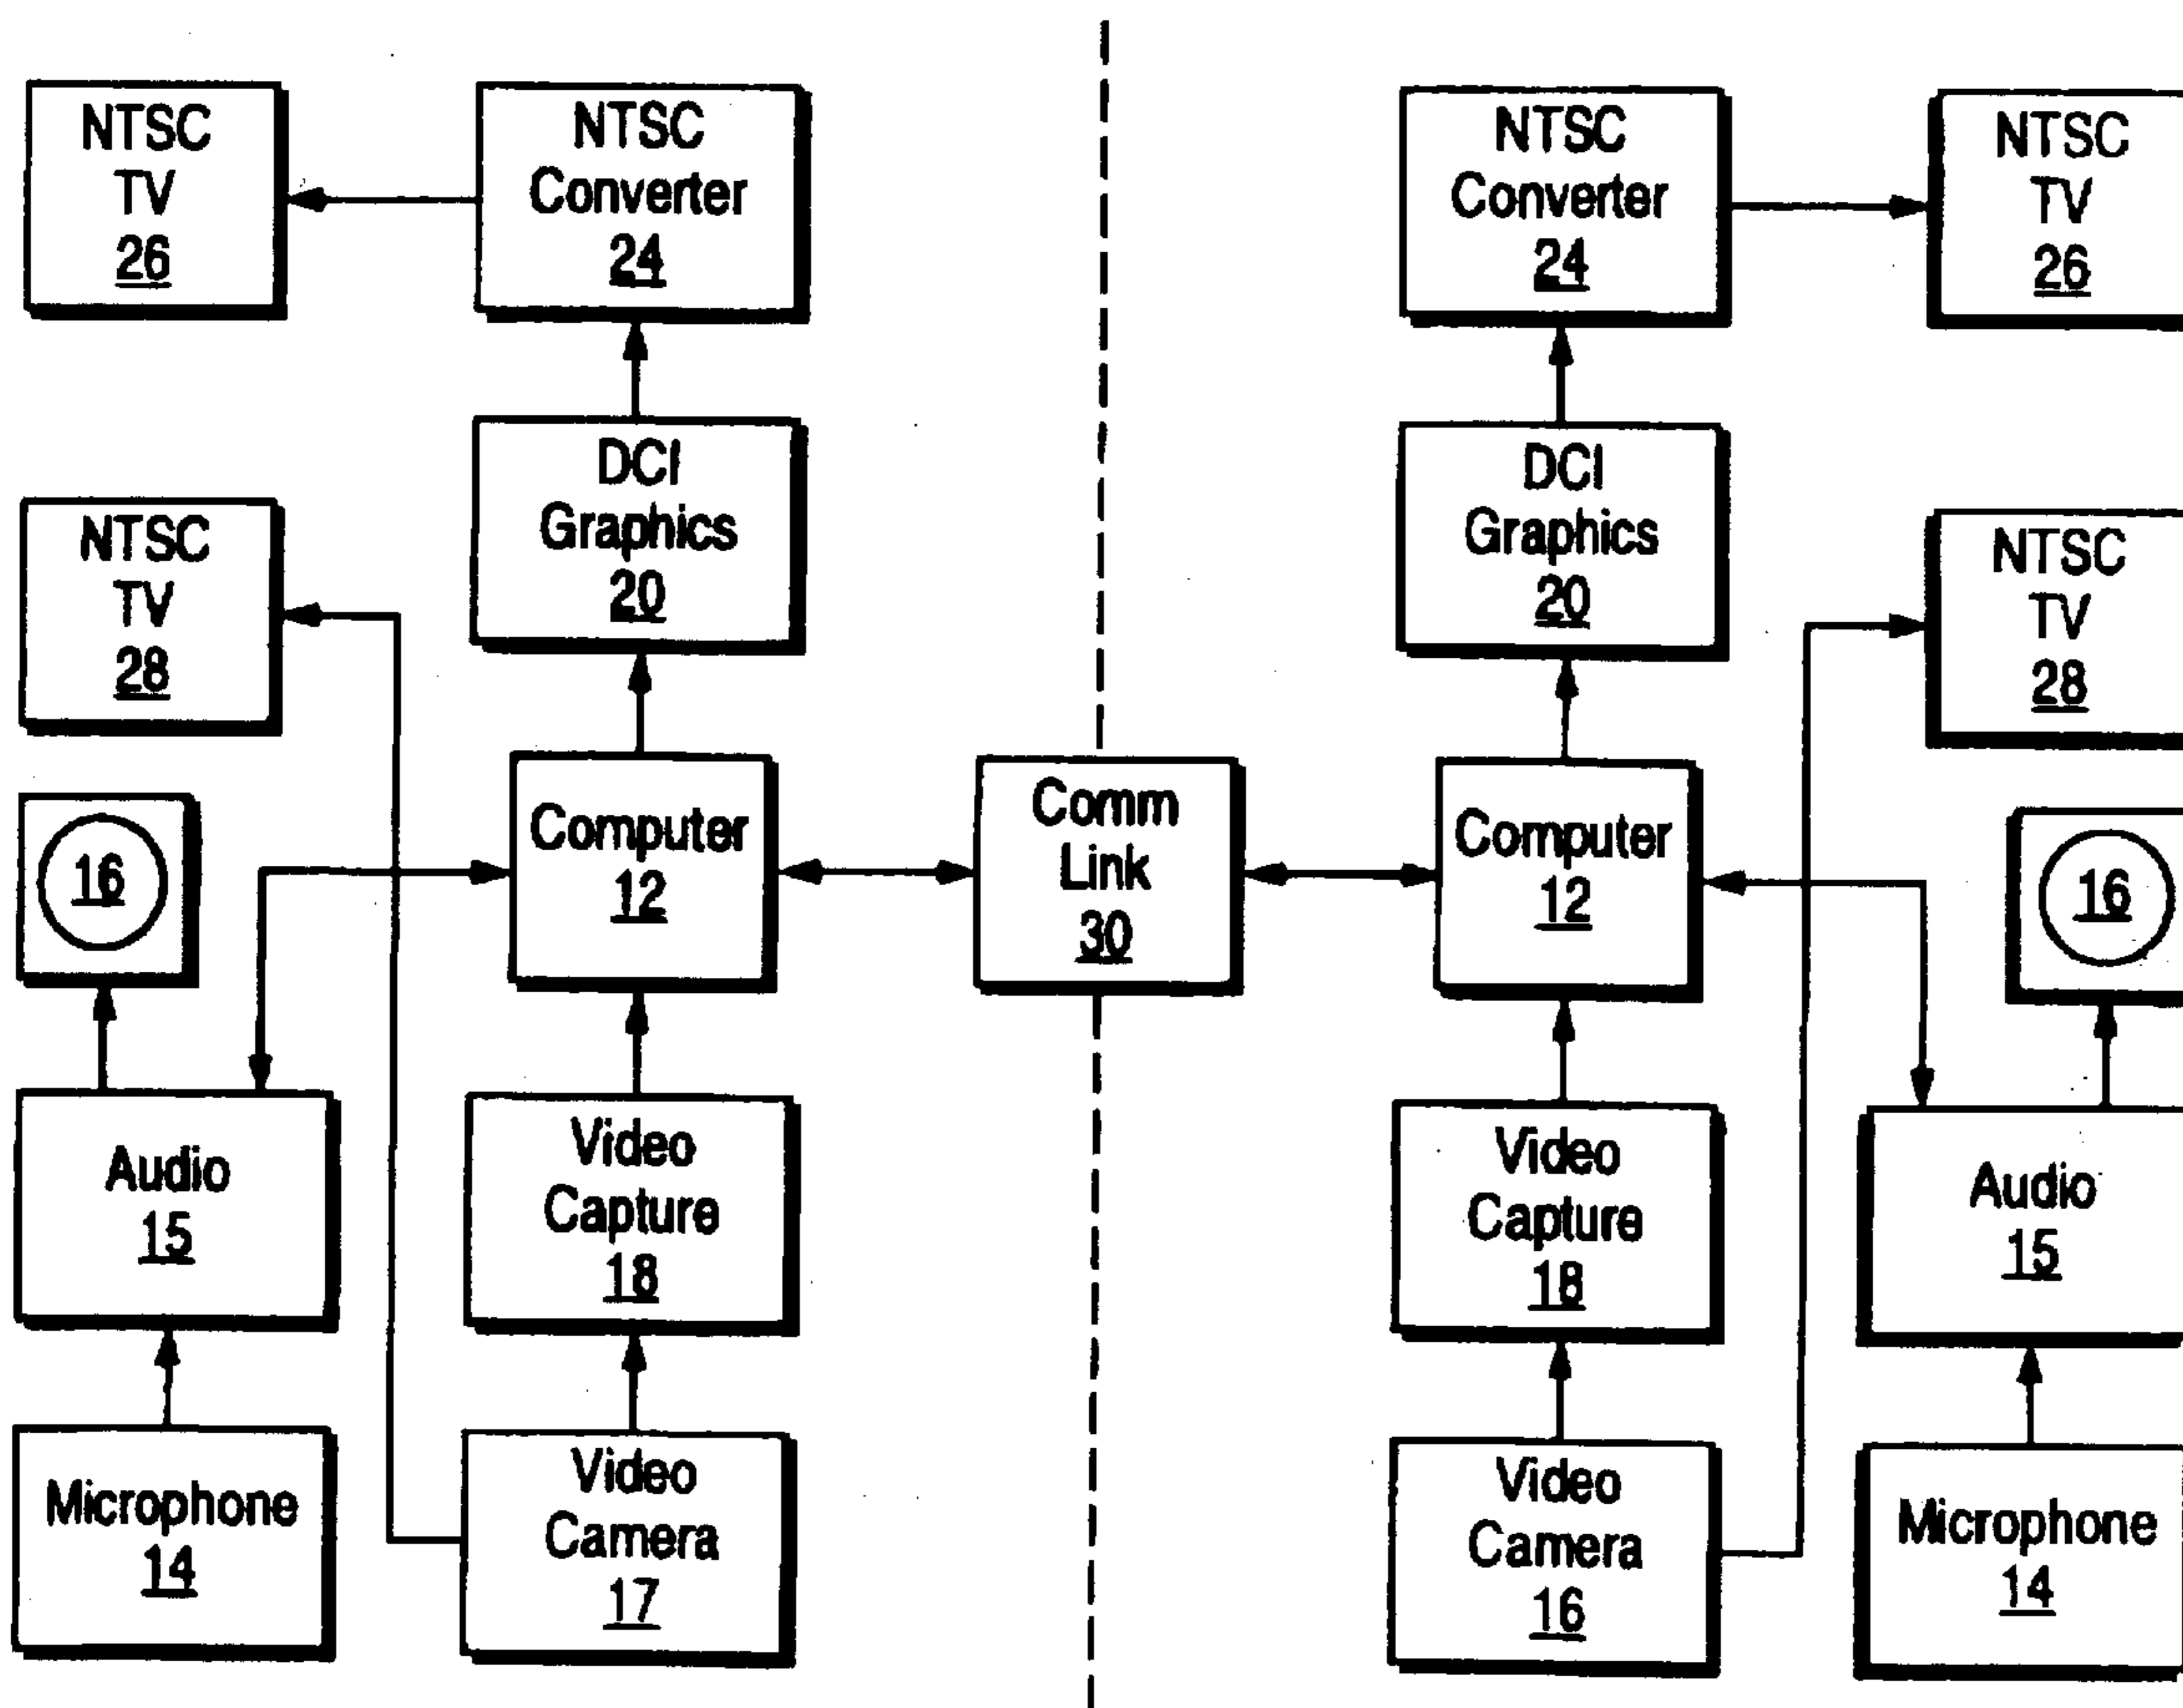 NTSC
TV
26
NTSC
Converter
24
NTSC
Converter
24
NTSC
TV
26
DCI
Graphics
20
DCI
Graphics
20
NTSC
TV
28
NTSC
TV
28
16
Computer
12
Comm
Link
30
Computer
12
16
Audio
15
Video
Capture
18
Video
Capture
18
Audio
15
Microphone
14
Video
Camera
17
Video
Camera
16
Microphone
14